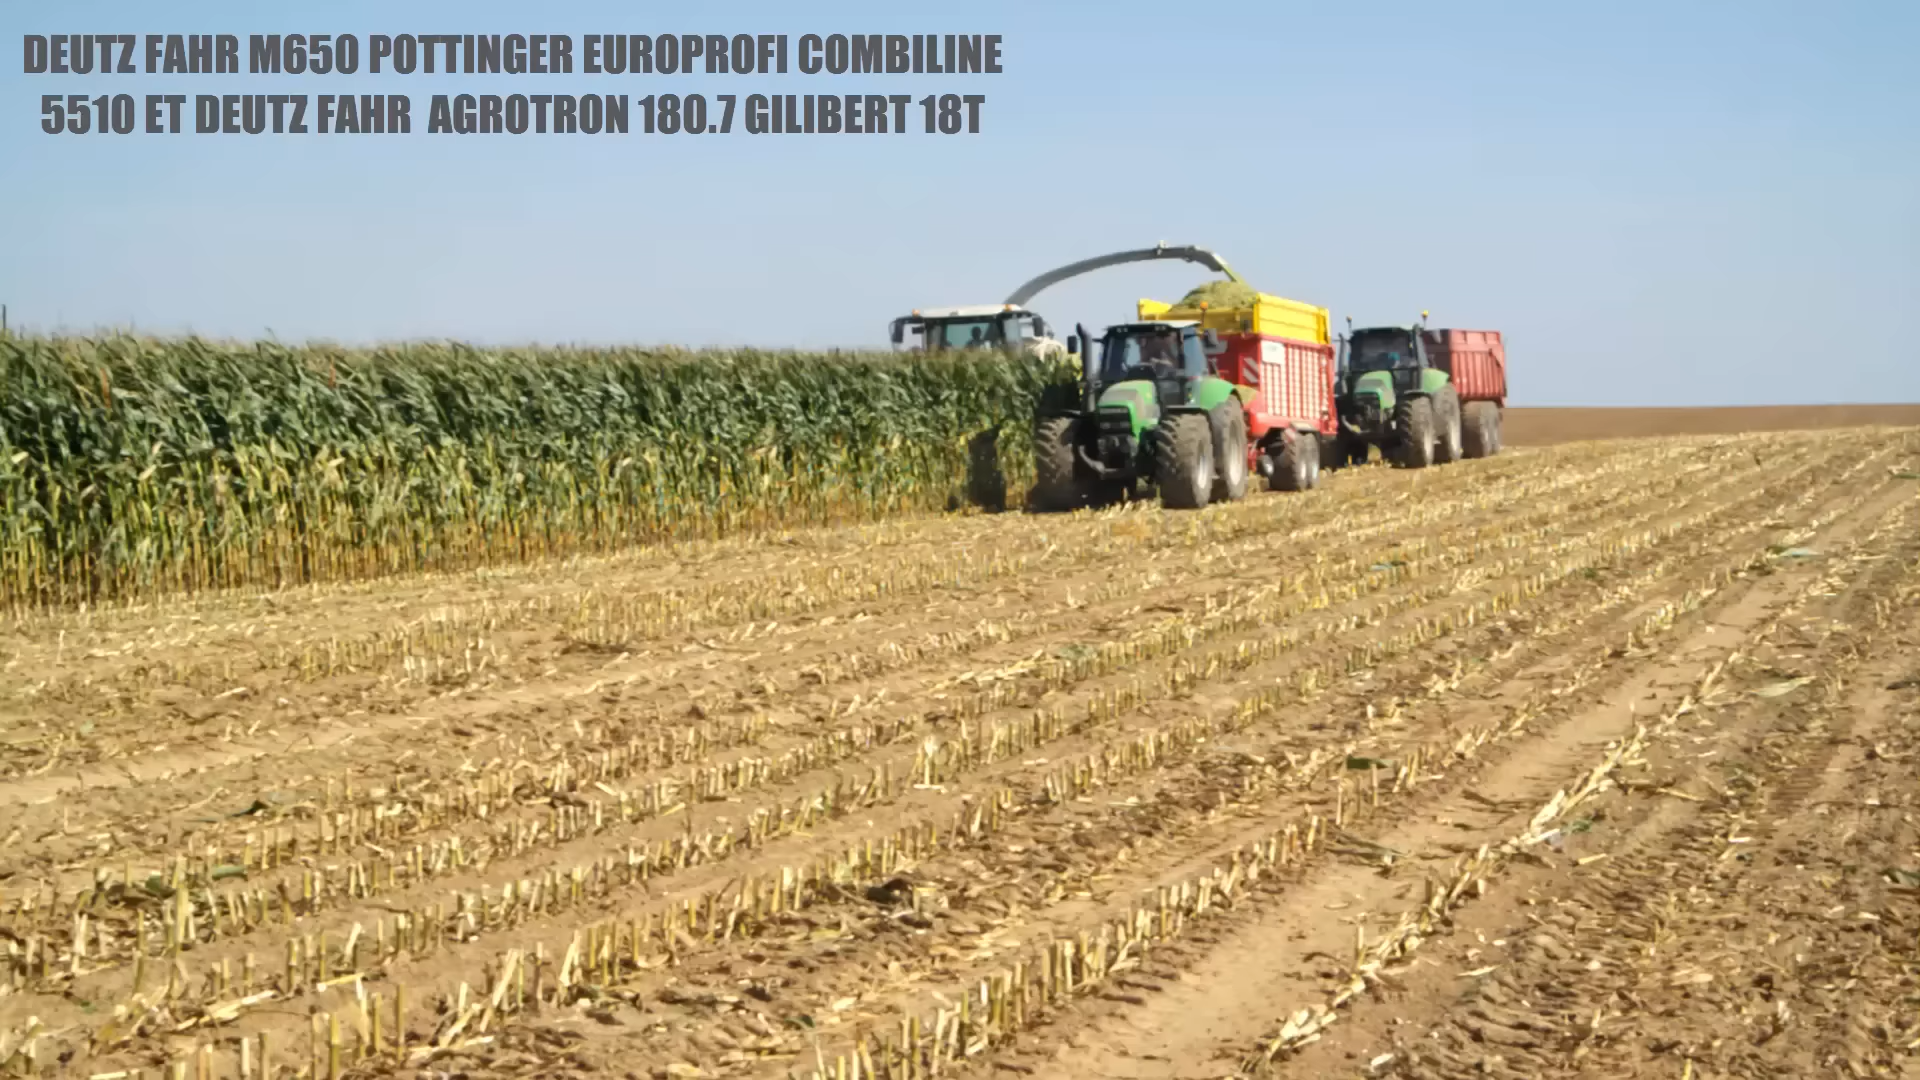 DEUTZ FAHR M650 POTTINGER EUROPROFI COMBILINE
5510 ET DEUTZ FAHR AGROTRON 180.7 GILIBERT 18T